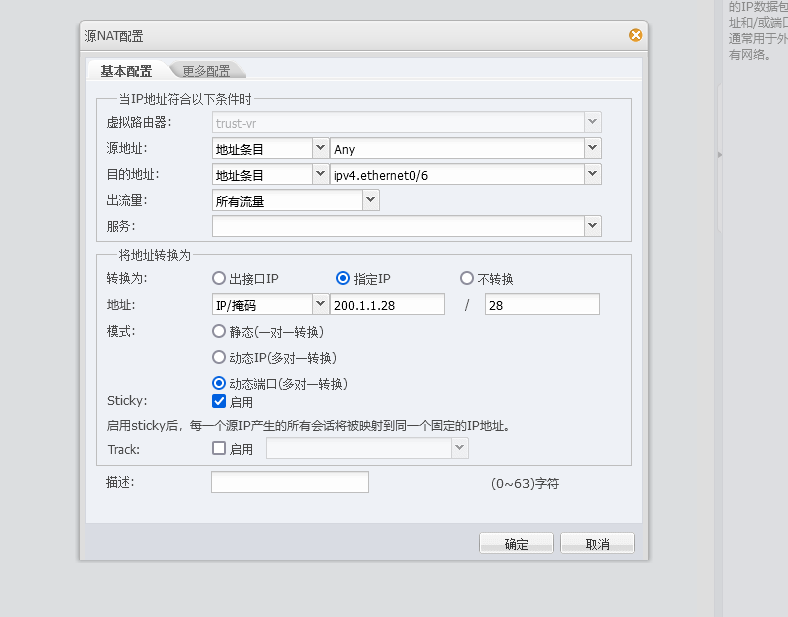 源NAT配置
基本配置 更多配置
当IP地址符合以下条件时
虚拟路由器: trust-vr
源地址: 地址条目 Any
目的地址: 地址条目 ipv4.ethernet0/6
出流量: 所有流量
服务:
将地址转换为
转换为: 出接口IP 指定IP 不转换
地址: IP/掩码 200.1.1.28 / 28
模式: 静态(一对一转换)
动态IP(多对一转换)
动态端口(多对一转换)
Sticky: 启用
启用sticky后，每一个源IP产生的所有会话将被映射到同一个固定的IP地址。
Track: 启用
描述: (0~63)字符
确定 取消
的IP数据包
址和/或端口
通常用于外
有网络。